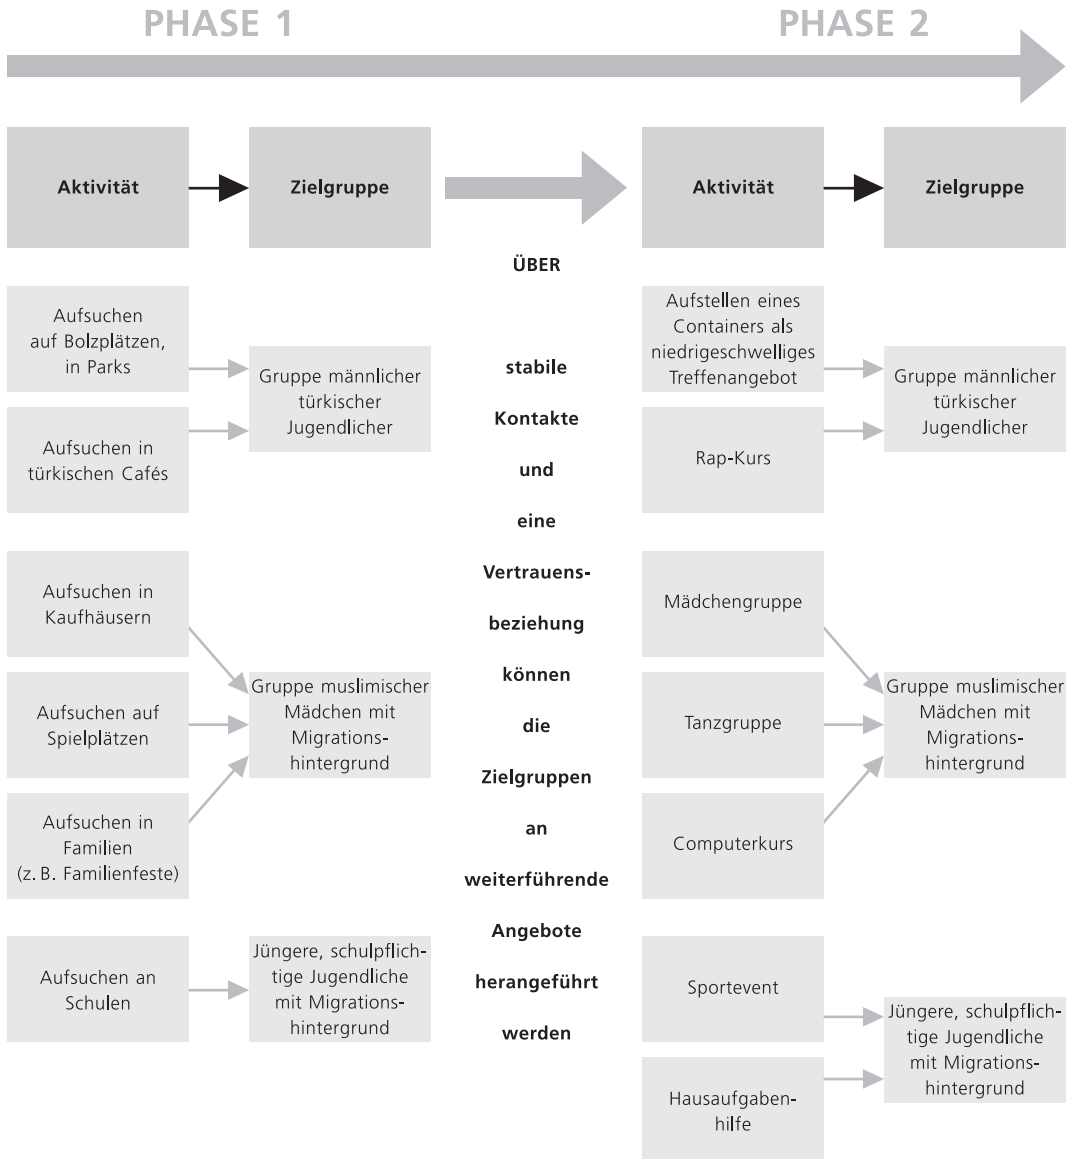 PHASE 1
PHASE 2
Aktivität
Zielgruppe
Aktivität
Zielgruppe
Aufsuchen
auf Bolzplätzen,
in Parks
Aufsuchen in
türkischen Cafés
Gruppe männlicher
türkischer
Jugendlicher
Aufsuchen in
Kaufhäusern
Aufsuchen auf
Spielplätzen
Aufsuchen in
Familien
(z. B. Familienfeste)
Gruppe muslimischer
Mädchen mit
Migrations-
hintergrund
Aufsuchen an
Schulen
Jüngere, schulpflich-
tige Jugendliche
mit Migrations-
hintergrund
ÜBER
stabile
Kontakte
und
eine
Vertrauens-
beziehung
können
die
Zielgruppen
an
weiterführende
Angebote
herangeführt
werden
Aufstellen eines
Containers als
niedrigeschwelliges
Treffenangebot
Rap-Kurs
Gruppe männlicher
türkischer
Jugendlicher
Mädchengruppe
Tanzgruppe
Computerkurs
Gruppe muslimischer
Mädchen mit
Migrations-
hintergrund
Sportevent
Hausaufgaben-
hilfe
Jüngere, schulpflich-
tige Jugendliche
mit Migrations-
hintergrund